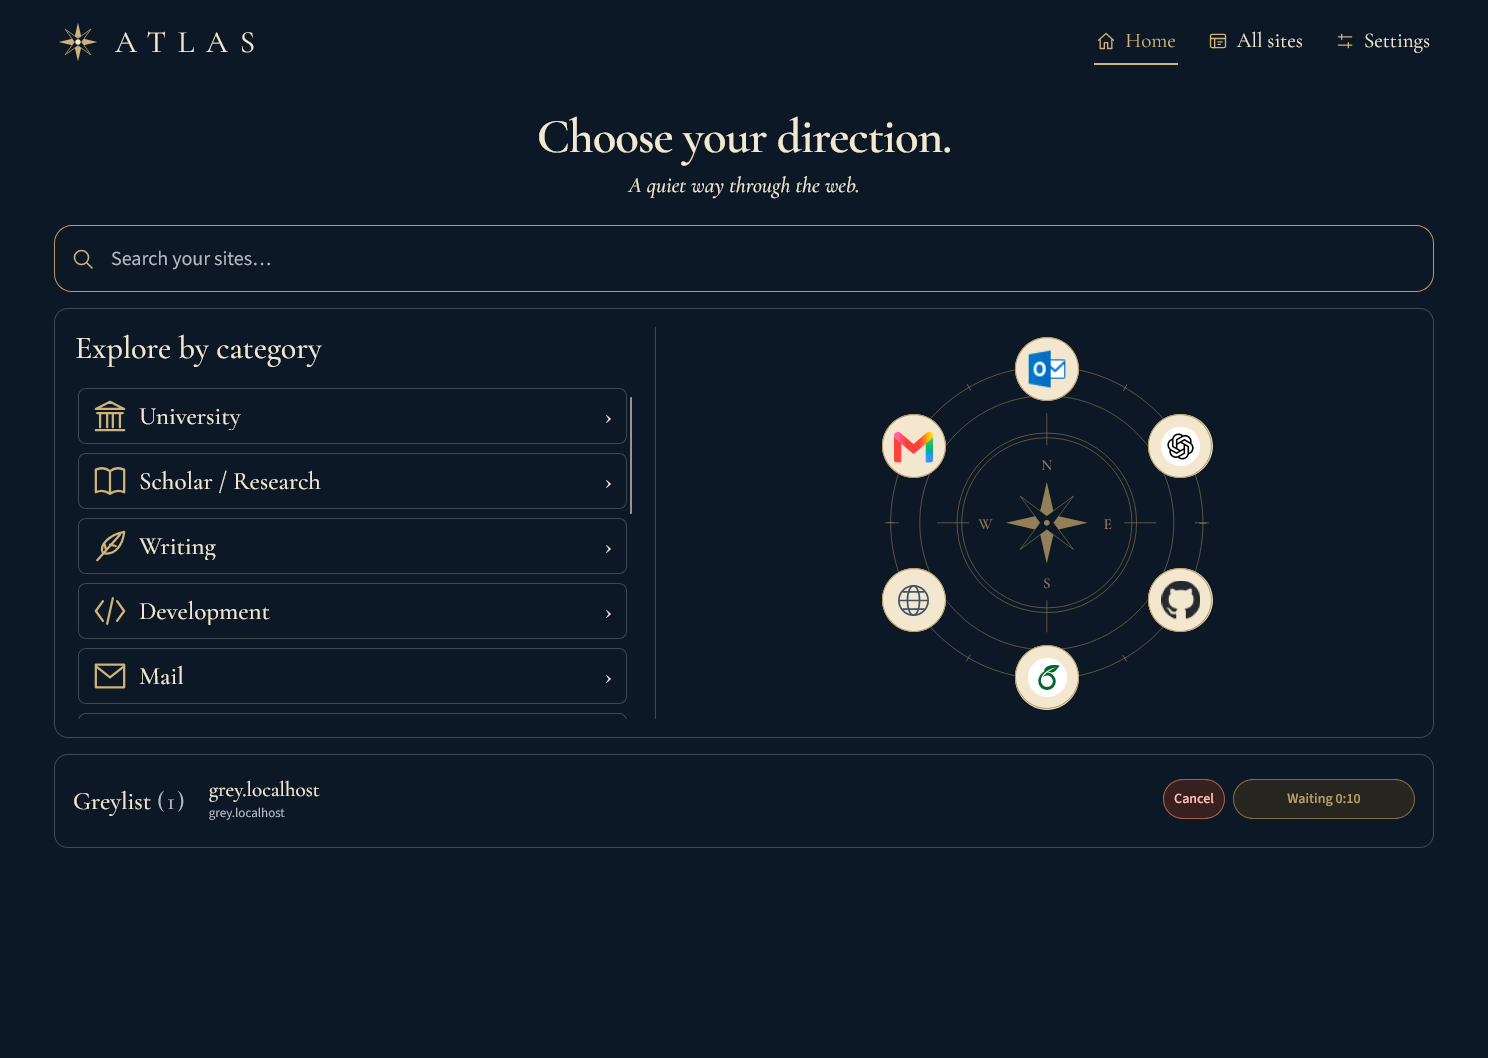 ATLAS
Home
All sites
Settings
Choose your direction.
A quiet way through the web.
Search your sites...
Explore by category
University
Scholar / Research
Writing
Development
Mail
N
W
E
S
Greylist (1)
grey.localhost
grey.localhost
Cancel
Waiting 0:10